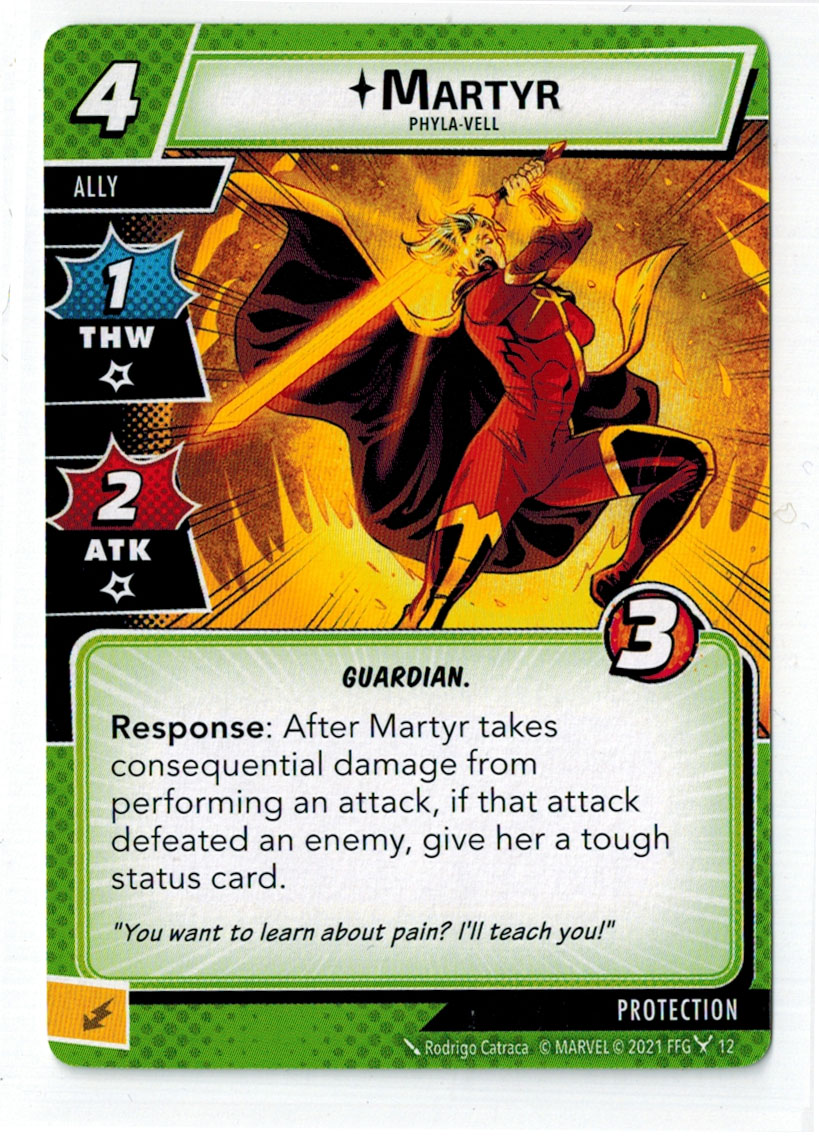 4
MARTYR
PHYLA-VELL
ALLY
1
THW
2
ATK
3
GUARDIAN.
Response: After Martyr takes
consequential damage from
performing an attack, if that attack
defeated an enemy, give her a tough
status card.
"You want to learn about pain? I'll teach you!"
PROTECTION
Rodrigo Catraca © MARVEL © 2021 FFG 12